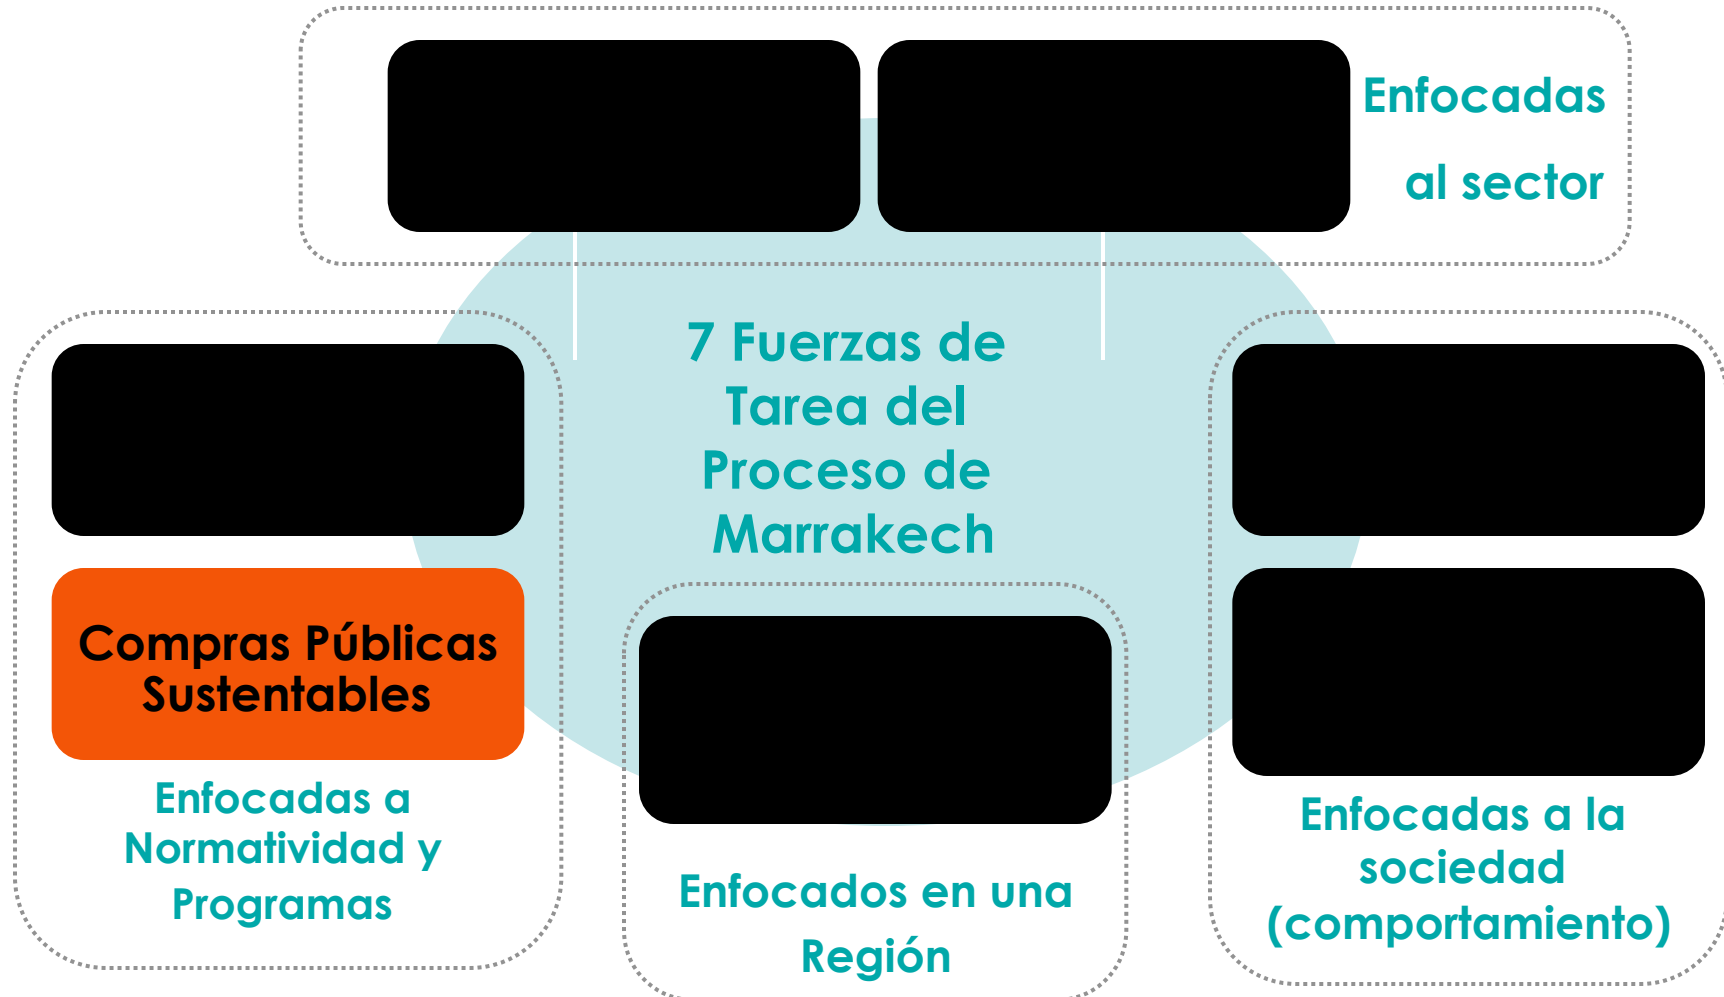 Enfocadas
al sector
7 Fuerzas de
Tarea del
Proceso de
Marrakech
Compras Públicas
Sustentables
Enfocadas a
Normatividad y
Programas
Enfocados en una
Región
Enfocadas a la
sociedad
(comportamiento)